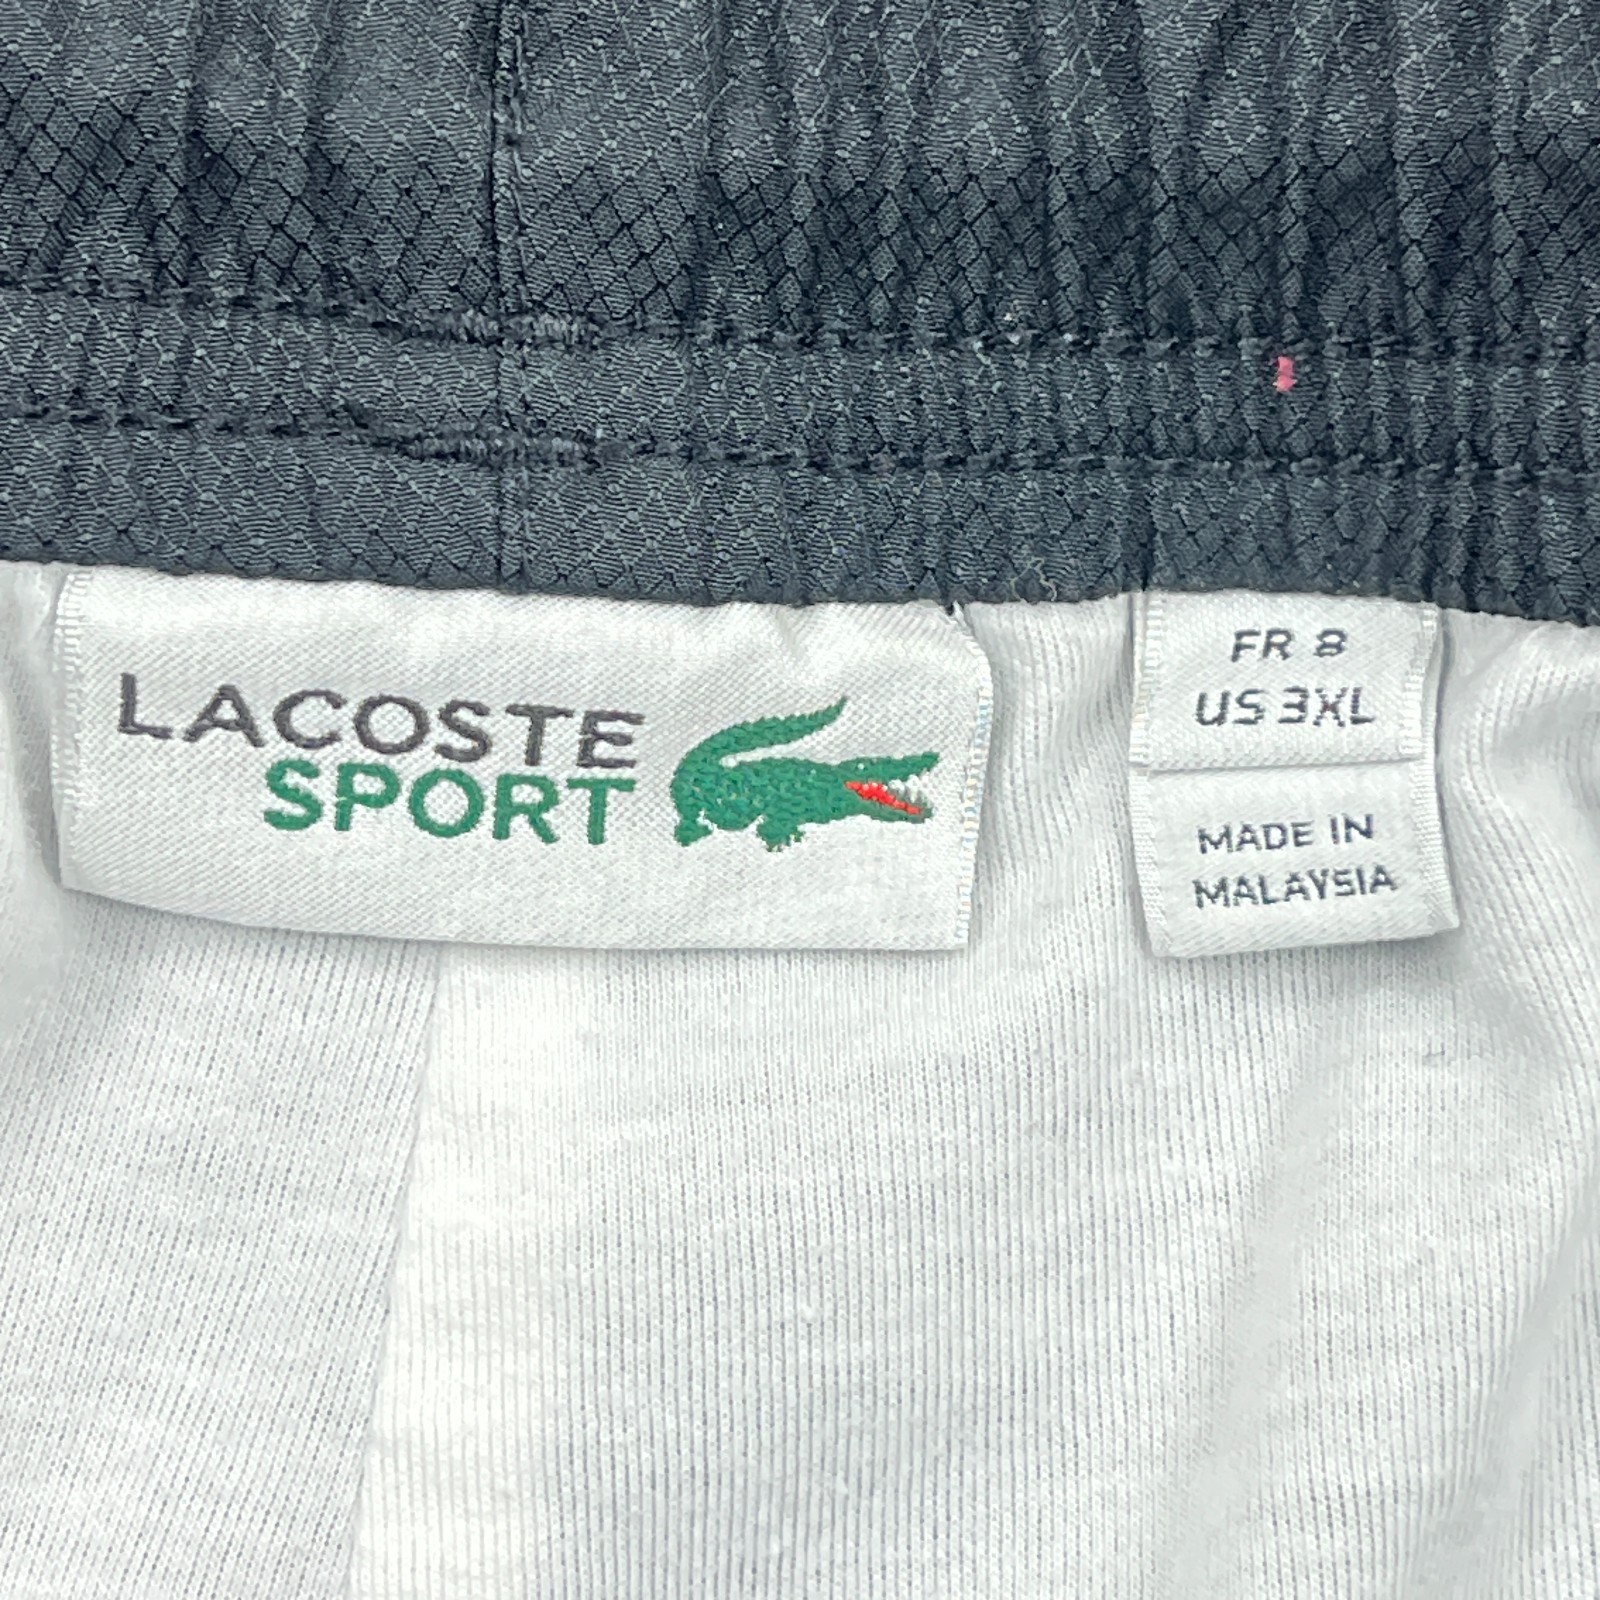 LACOSTE
SPORT
FR 8
US 3XL
MADE IN
MALAYSIA